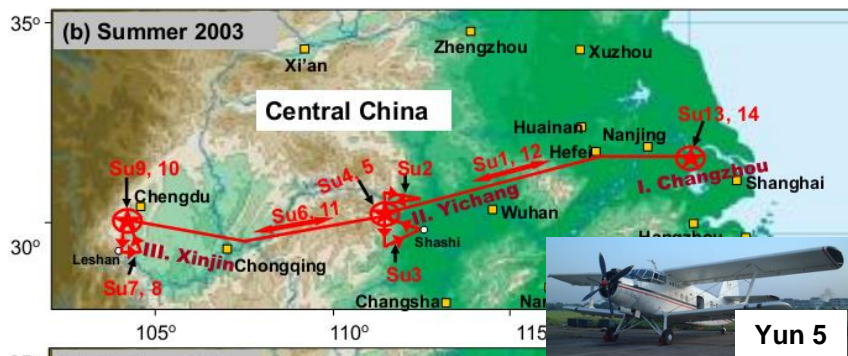 35°
(b) Summer 2003
Zhengzhou
Xuzhou
Xi'an
Central China
Su13, 14
Huainan
Nanjing
Hefei
Su9, 10
Su4, 5
Su2
Su1, 12
I. Changzhou
Chengdu
Shanghai
Su6, 11
II. Yichang
Wuhan
30°
III. Xinjin
Shashi
Hangzhou
Leshan
Chongqing
Su3
Su7, 8
Changsha
Nan
105°
110°
115
Yun 5